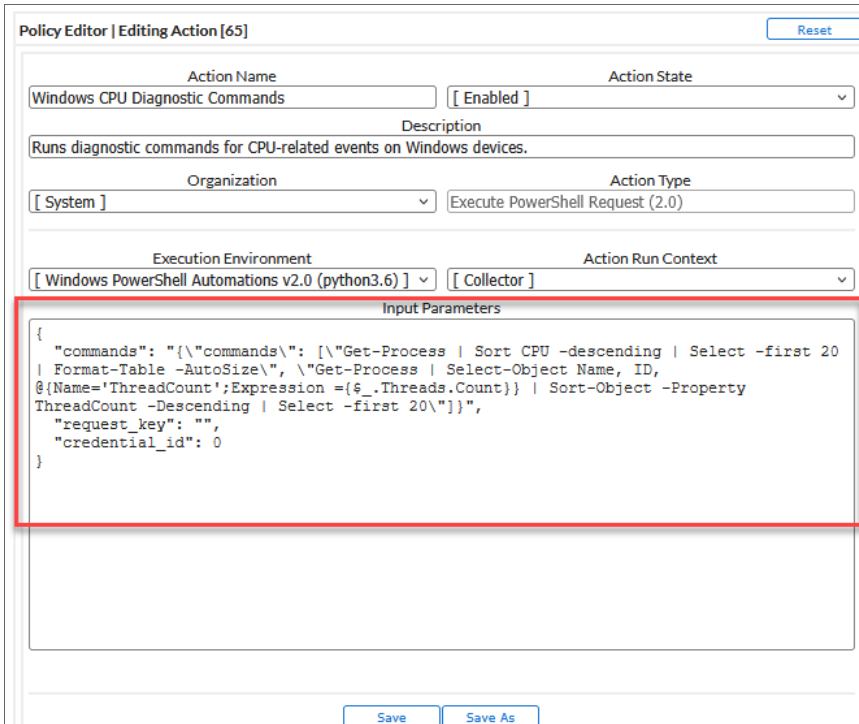 Policy Editor | Editing Action [65]
Reset
Action Name
Action State
Windows CPU Diagnostic Commands
[ Enabled ]
Description
Runs diagnostic commands for CPU-related events on Windows devices.
Organization
Action Type
[ System ]
Execute PowerShell Request (2.0)
Execution Environment
Action Run Context
[ Windows PowerShell Automations v2.0 (python3.6) ]
[ Collector ]
Input Parameters
{
"commands": "{\"commands\": [\"Get-Process | Sort CPU -descending | Select -first 20
| Format-Table -AutoSize\", \"Get-Process | Select-Object Name, ID,
@{Name='ThreadCount';Expression ={$_.Threads.Count}} | Sort-Object -Property
ThreadCount -Descending | Select -first 20\"]}",
"request_key": "",
"credential_id": 0
}
Save
Save As